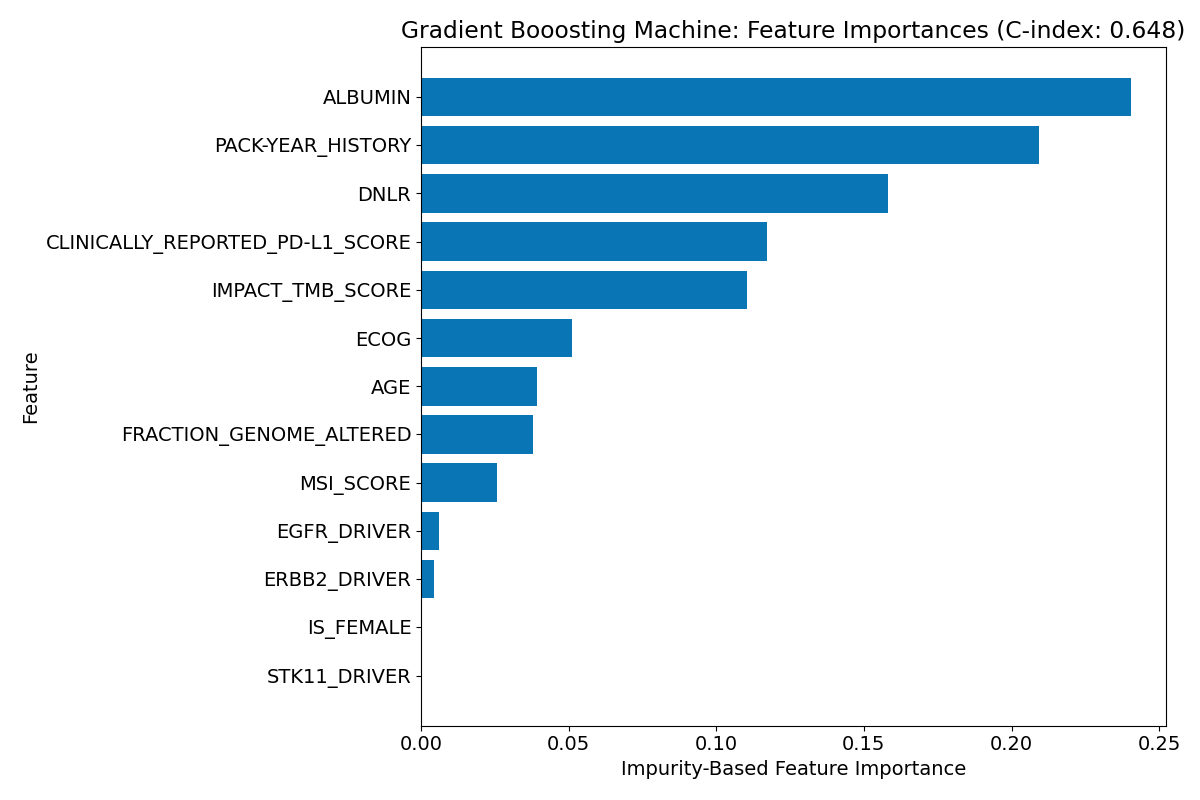 Gradient Booosting Machine: Feature Importances (C-index: 0.648)
ALBUMIN
PACK-YEAR_HISTORY
DNLR
CLINICALLY_REPORTED_PD-L1_SCORE
IMPACT_TMB_SCORE
ECOG
AGE
FRACTION_GENOME_ALTERED
MSI_SCORE
EGFR_DRIVER
ERBB2_DRIVER
IS_FEMALE
STK11_DRIVER
Feature
0.00 0.05 0.10 0.15 0.20 0.25
Impurity-Based Feature Importance